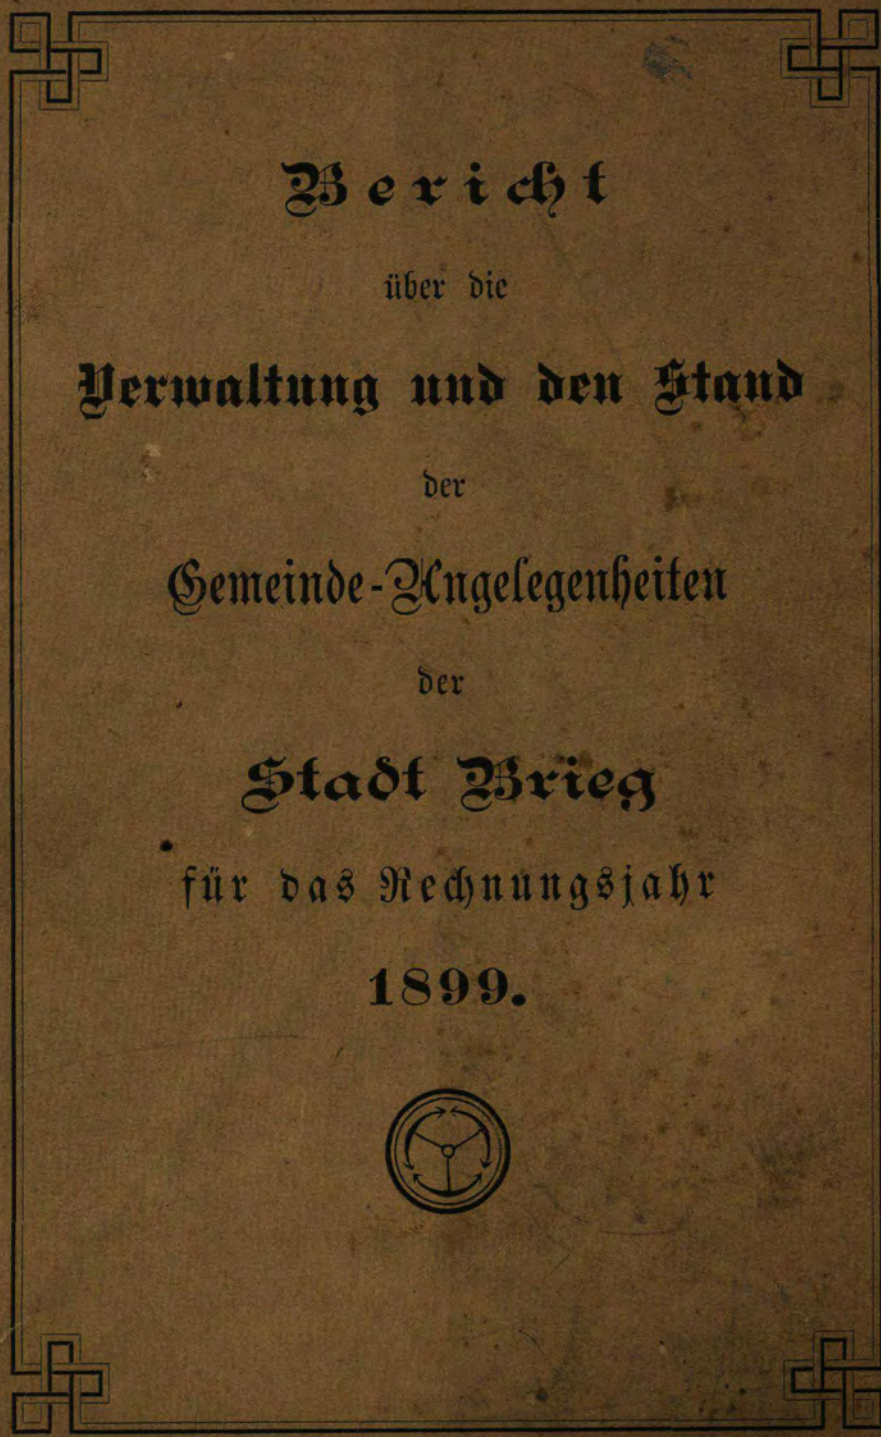 Bericht
über die
Verwaltung und den Stand
der
Gemeinde-Angelegenheiten
der
Stadt Brieg
für das Rechnungsjahr
1899.